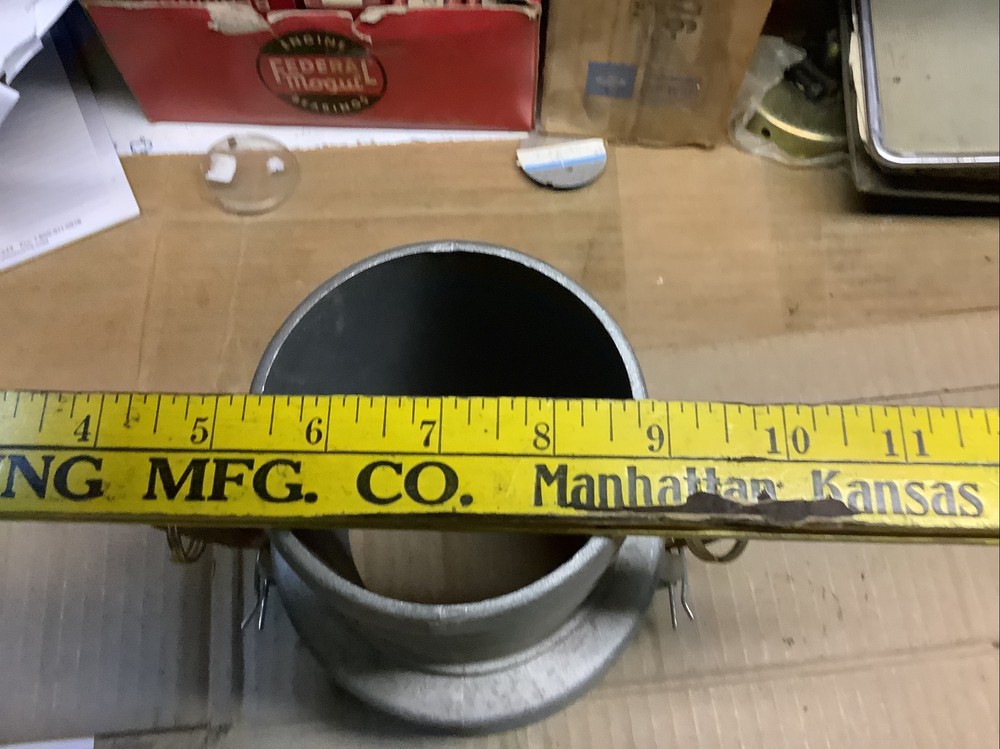 ENGINE
FEDERAL
Mogul
BEARINGS
4 5 6 7 8 9 10 11
NG MFG. CO. Manhattan, Kansas